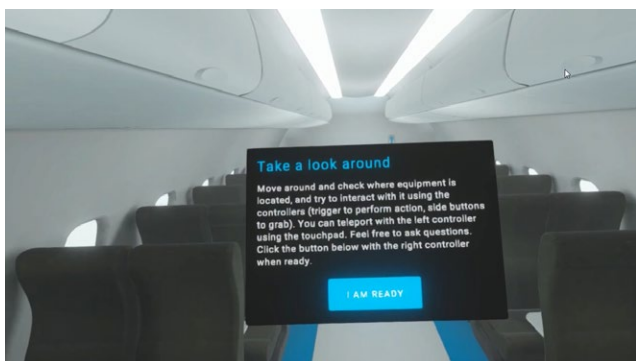 Take a look around
Move around and check where equipment is
located, and try to interact with it using the
controllers (trigger to perform action, side buttons
to grab). You can teleport with the left controller
using the touchpad. Feel free to ask questions.
Click the button below with the right controller
when ready.
I AM READY